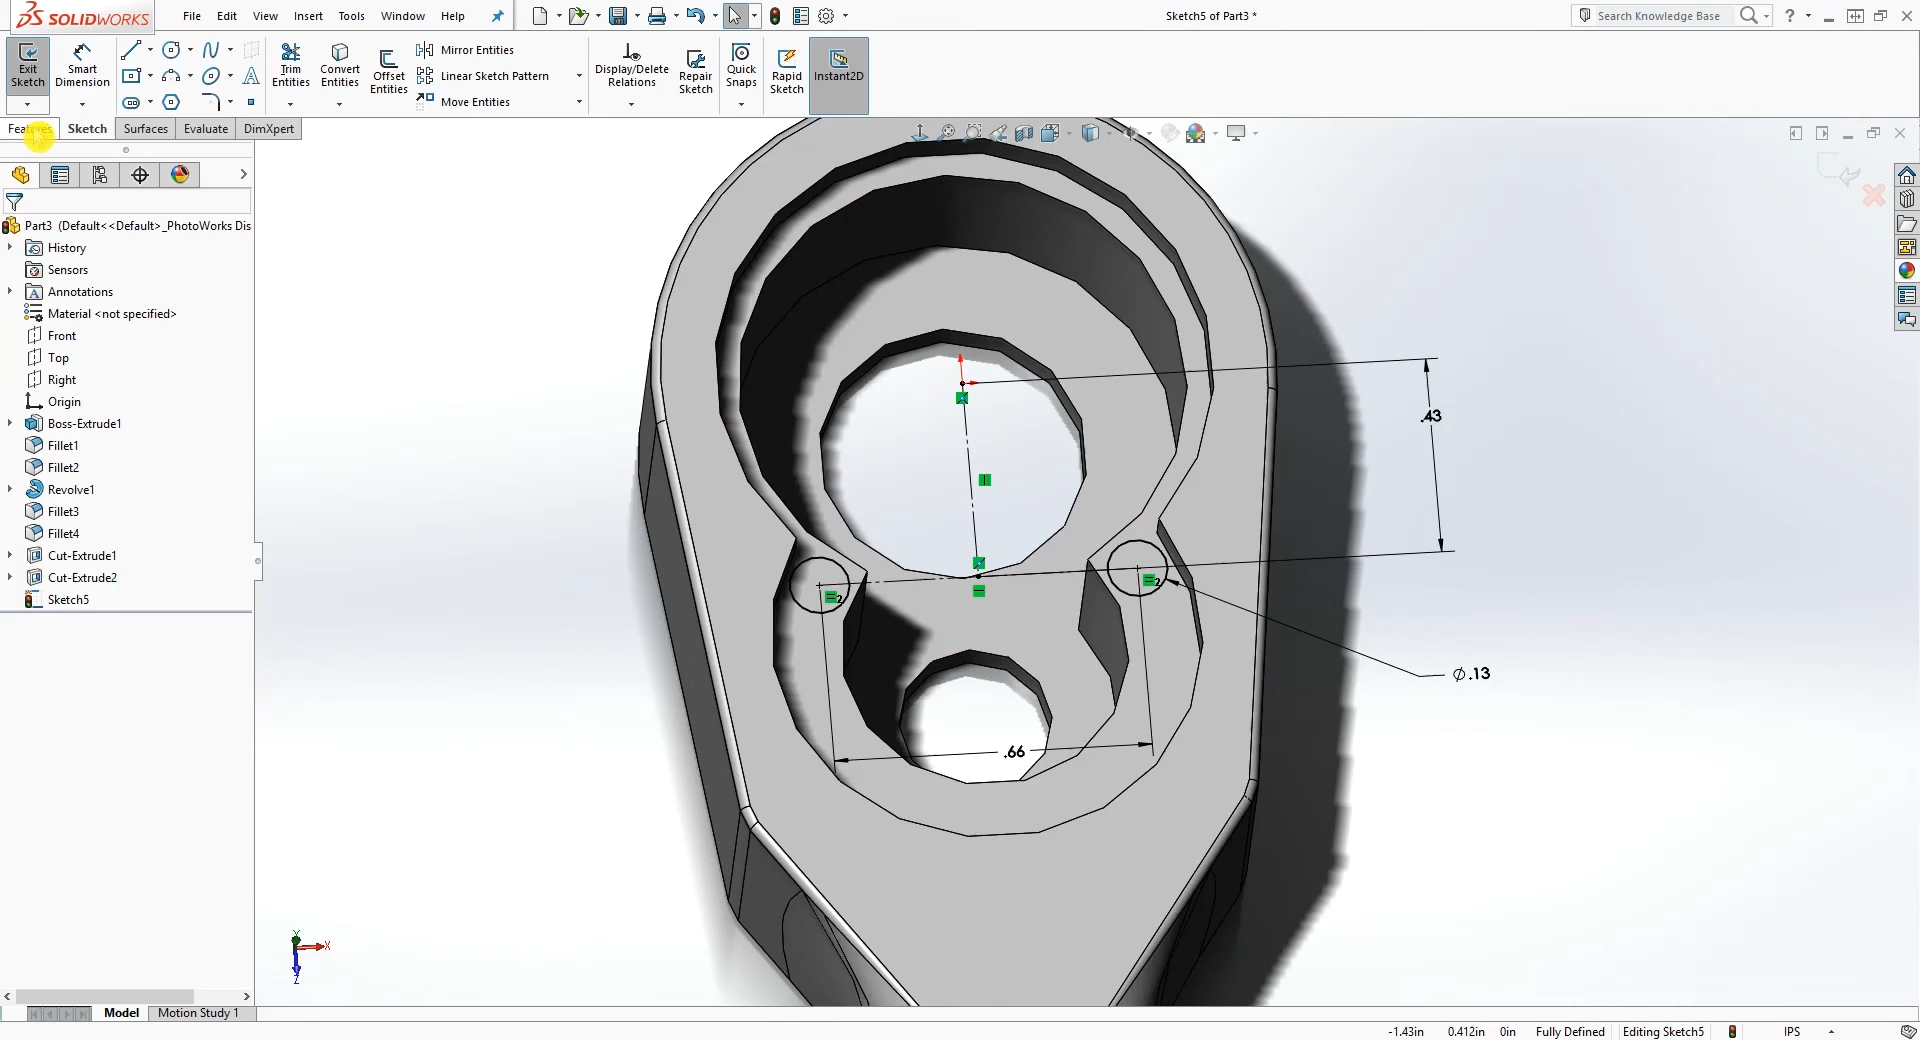 SOLIDWORKS
File Edit View Insert Tools Window Help
Sketch5 of Part3 *
Search Knowledge Base
?
Exit Sketch
Smart Dimension
Trim Entities
Convert Entities
Offset Entities
Mirror Entities
Linear Sketch Pattern
Move Entities
Display/Delete Relations
Repair Sketch
Quick Snaps
Rapid Sketch
Instant2D
Features Sketch Surfaces Evaluate DimXpert
Part3 (Default<<Default>_PhotoWorks Dis
History
Sensors
Annotations
Material <not specified>
Front
Top
Right
Origin
Boss-Extrude1
Fillet1
Fillet2
Revolve1
Fillet3
Fillet4
Cut-Extrude1
Cut-Extrude2
Sketch5
.43
2
2
∅.13
.66
Y
X
Z
Model Motion Study 1
-1.43in 0.412in 0in Fully Defined Editing Sketch5 IPS